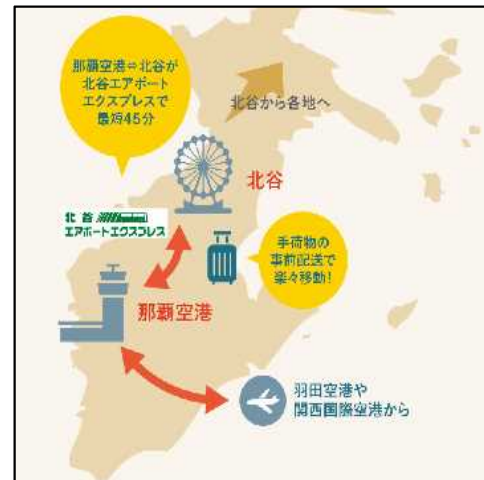 那覇空港⇔北谷が
北谷エアポート
エクスプレスで
最短45分
北谷から各地へ
北谷
北谷
エアポートエクスプレス
手荷物の
事前配送で
楽々移動!
那覇空港
羽田空港や
関西国際空港から